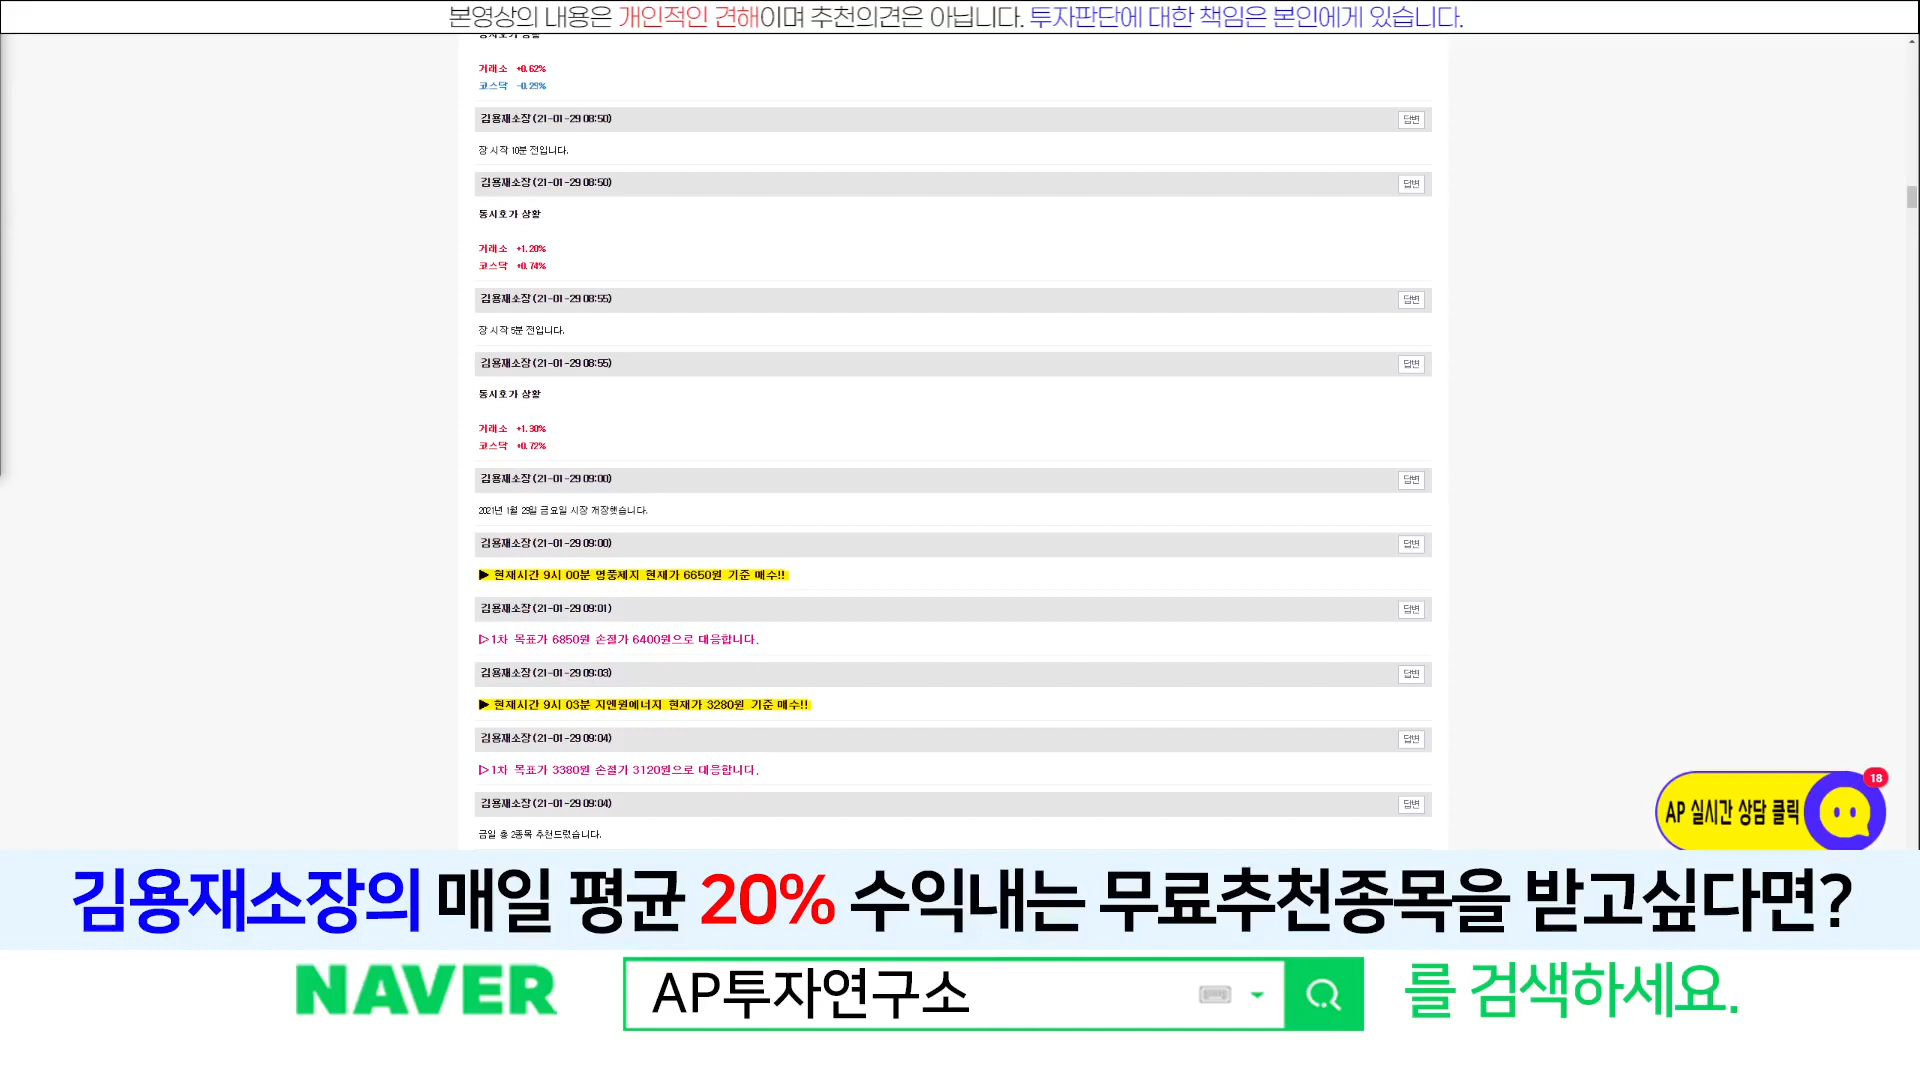 본영상의 내용은 개인적인 견해이며 추천의견은 아닙니다. 투자판단에 대한 책임은 본인에게 있습니다.
거래소 +0.62%
코스닥 -0.29%
김용재소장 (21-01-29 08:50)
답변
장 시작 10분 전입니다.
김용재소장 (21-01-29 08:50)
답변
동시호가 상황
거래소 +1.20%
코스닥 +0.74%
김용재소장 (21-01-29 08:55)
답변
장 시작 5분 전입니다.
김용재소장 (21-01-29 08:55)
답변
동시호가 상황
거래소 +1.30%
코스닥 +0.72%
김용재소장 (21-01-29 09:00)
답변
2021년 1월 29일 금요일 시장 개장했습니다.
김용재소장 (21-01-29 09:00)
답변
▶ 현재시간 9시 00분 영풍제지 현재가 6650원 기준 매수!!
김용재소장 (21-01-29 09:01)
답변
▷1차 목표가 6850원 손절가 6400원으로 대응합니다.
김용재소장 (21-01-29 09:03)
답변
▶ 현재시간 9시 03분 지엔원에너지 현재가 3280원 기준 매수!!
김용재소장 (21-01-29 09:04)
답변
▷1차 목표가 3380원 손절가 3120원으로 대응합니다.
김용재소장 (21-01-29 09:04)
답변
금일 총 2종목 추천드렸습니다.
18
AP 실시간 상담 클릭
김용재소장의 매일 평균 20% 수익내는 무료추천종목을 받고싶다면?
NAVER AP투자연구소 를 검색하세요.